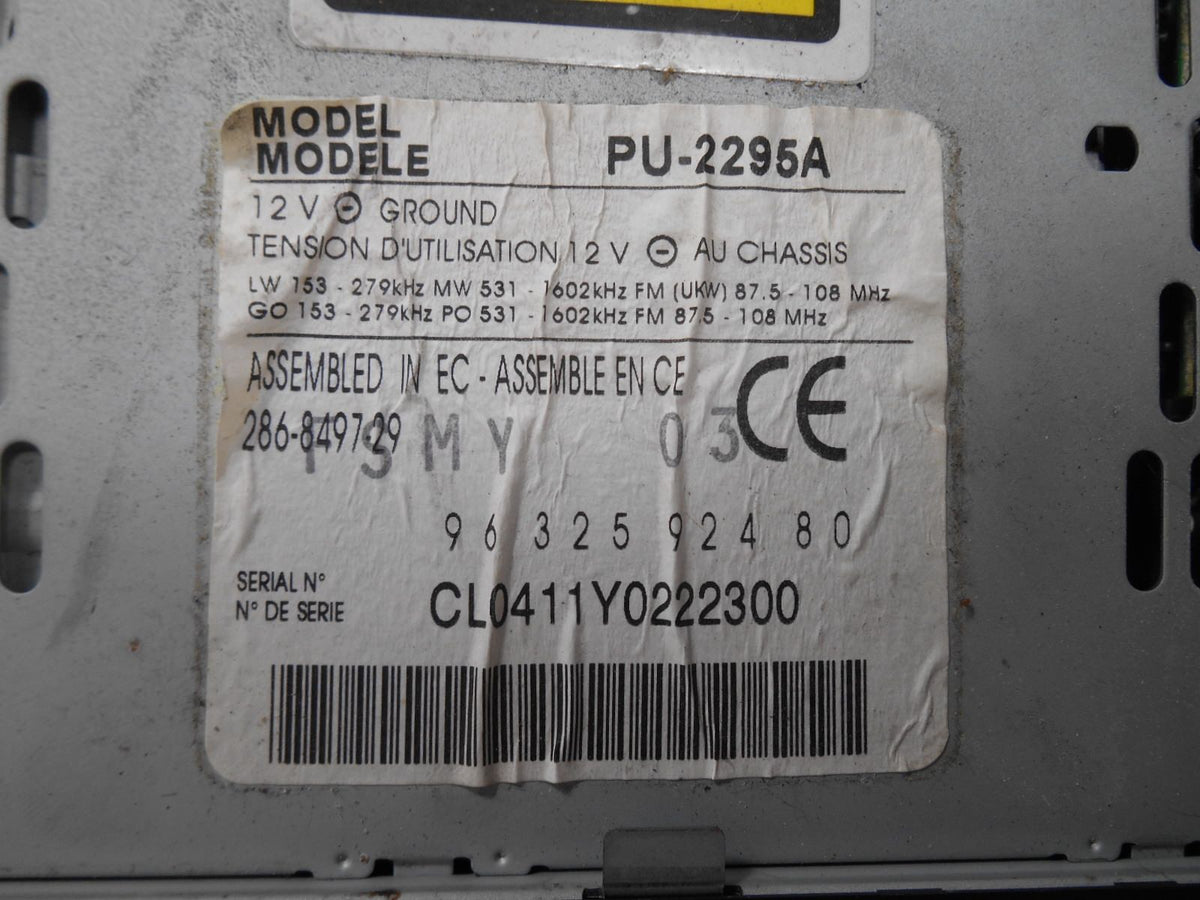 MODEL
MODELE
PU-2295A
12 V ⊖ GROUND
TENSION D'UTILISATION 12 V ⊖ AU CHASSIS
LW 153 - 279kHz MW 531 - 1602kHz FM (UKW) 87.5 - 108 MHz
GO 153 - 279kHz PO 531 - 1602kHz FM 87.5 - 108 MHz
ASSEMBLED IN EC - ASSEMBLE EN CE
CE
286-8497-29
TSMY 03
96 325 924 80
SERIAL N°
N° DE SERIE
CL0411Y0222300